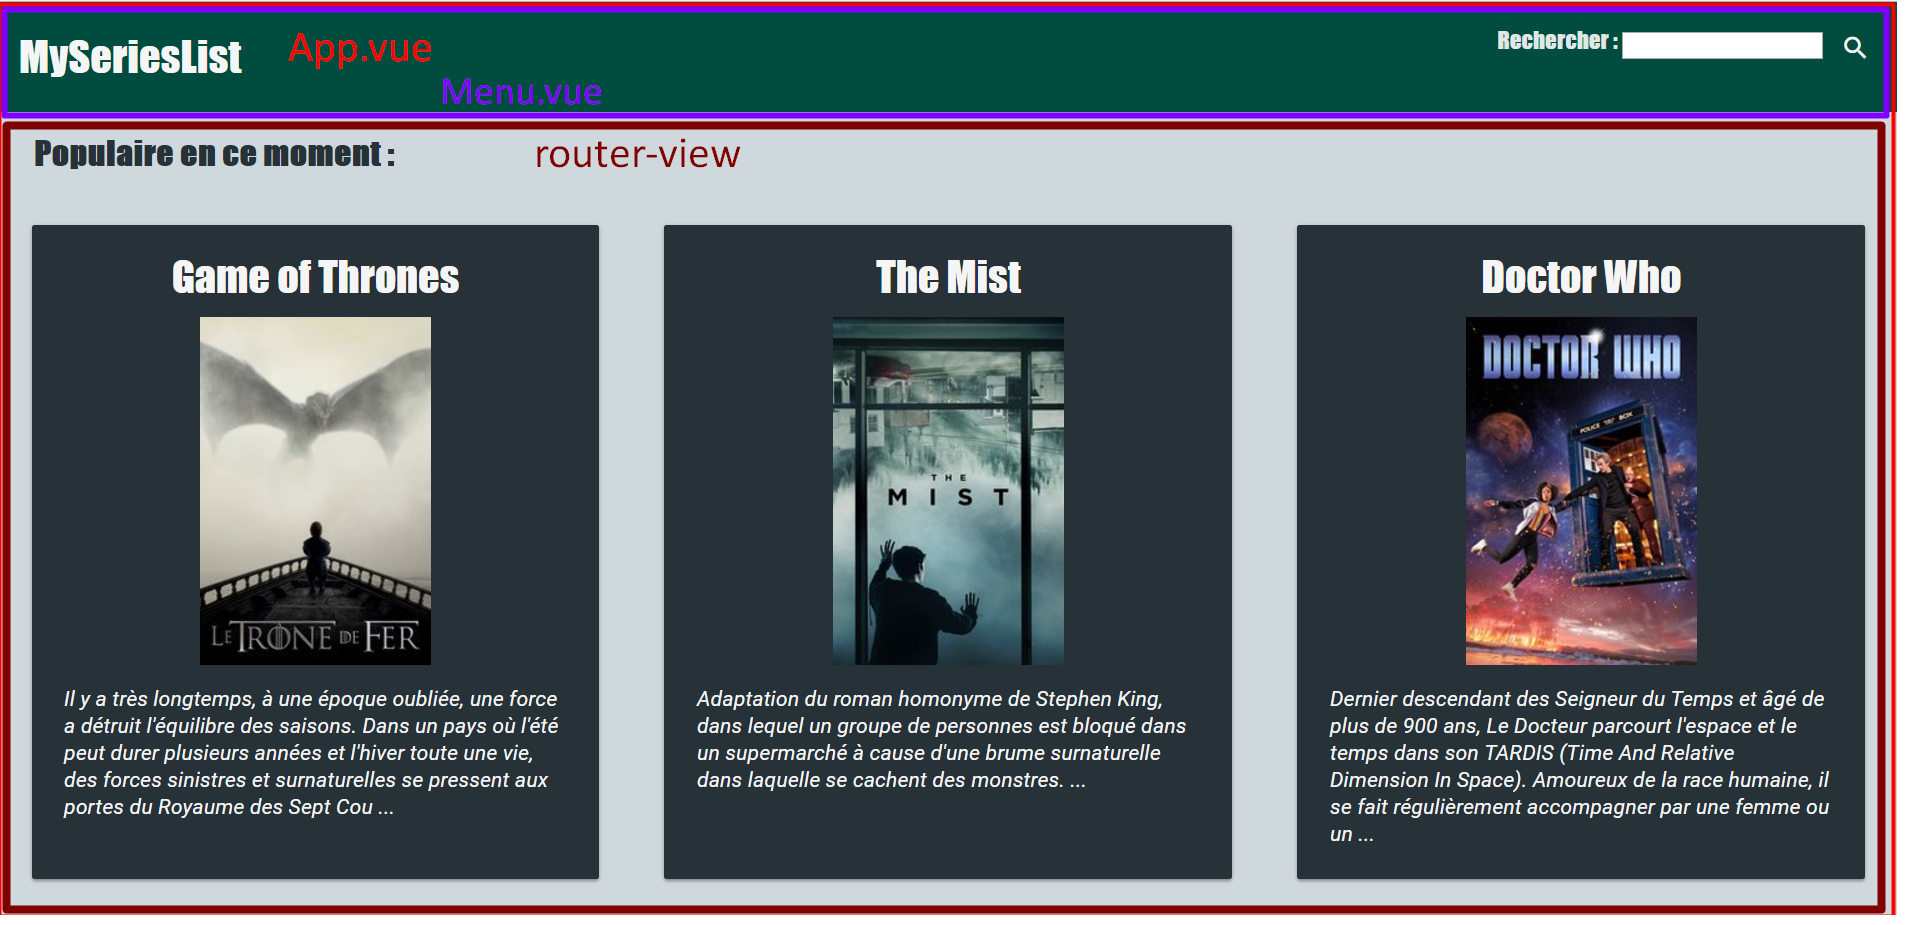 MySeriesList
App.vue
Rechercher :
Menu.vue
Populaire en ce moment :
router-view
Game of Thrones
LE TRÔNE DE FER
Il y a très longtemps, à une époque oubliée, une force
a détruit l'équilibre des saisons. Dans un pays où l'été
peut durer plusieurs années et l'hiver toute une vie,
des forces sinistres et surnaturelles se pressent aux
portes du Royaume des Sept Cou ...
The Mist
THE
MIST
Adaptation du roman homonyme de Stephen King,
dans lequel un groupe de personnes est bloqué dans
un supermarché à cause d'une brume surnaturelle
dans laquelle se cachent des monstres. ...
Doctor Who
DOCTOR WHO
POLICE BOX
Dernier descendant des Seigneur du Temps et âgé de
plus de 900 ans, Le Docteur parcourt l'espace et le
temps dans son TARDIS (Time And Relative
Dimension In Space). Amoureux de la race humaine, il
se fait régulièrement accompagner par une femme ou
un ...